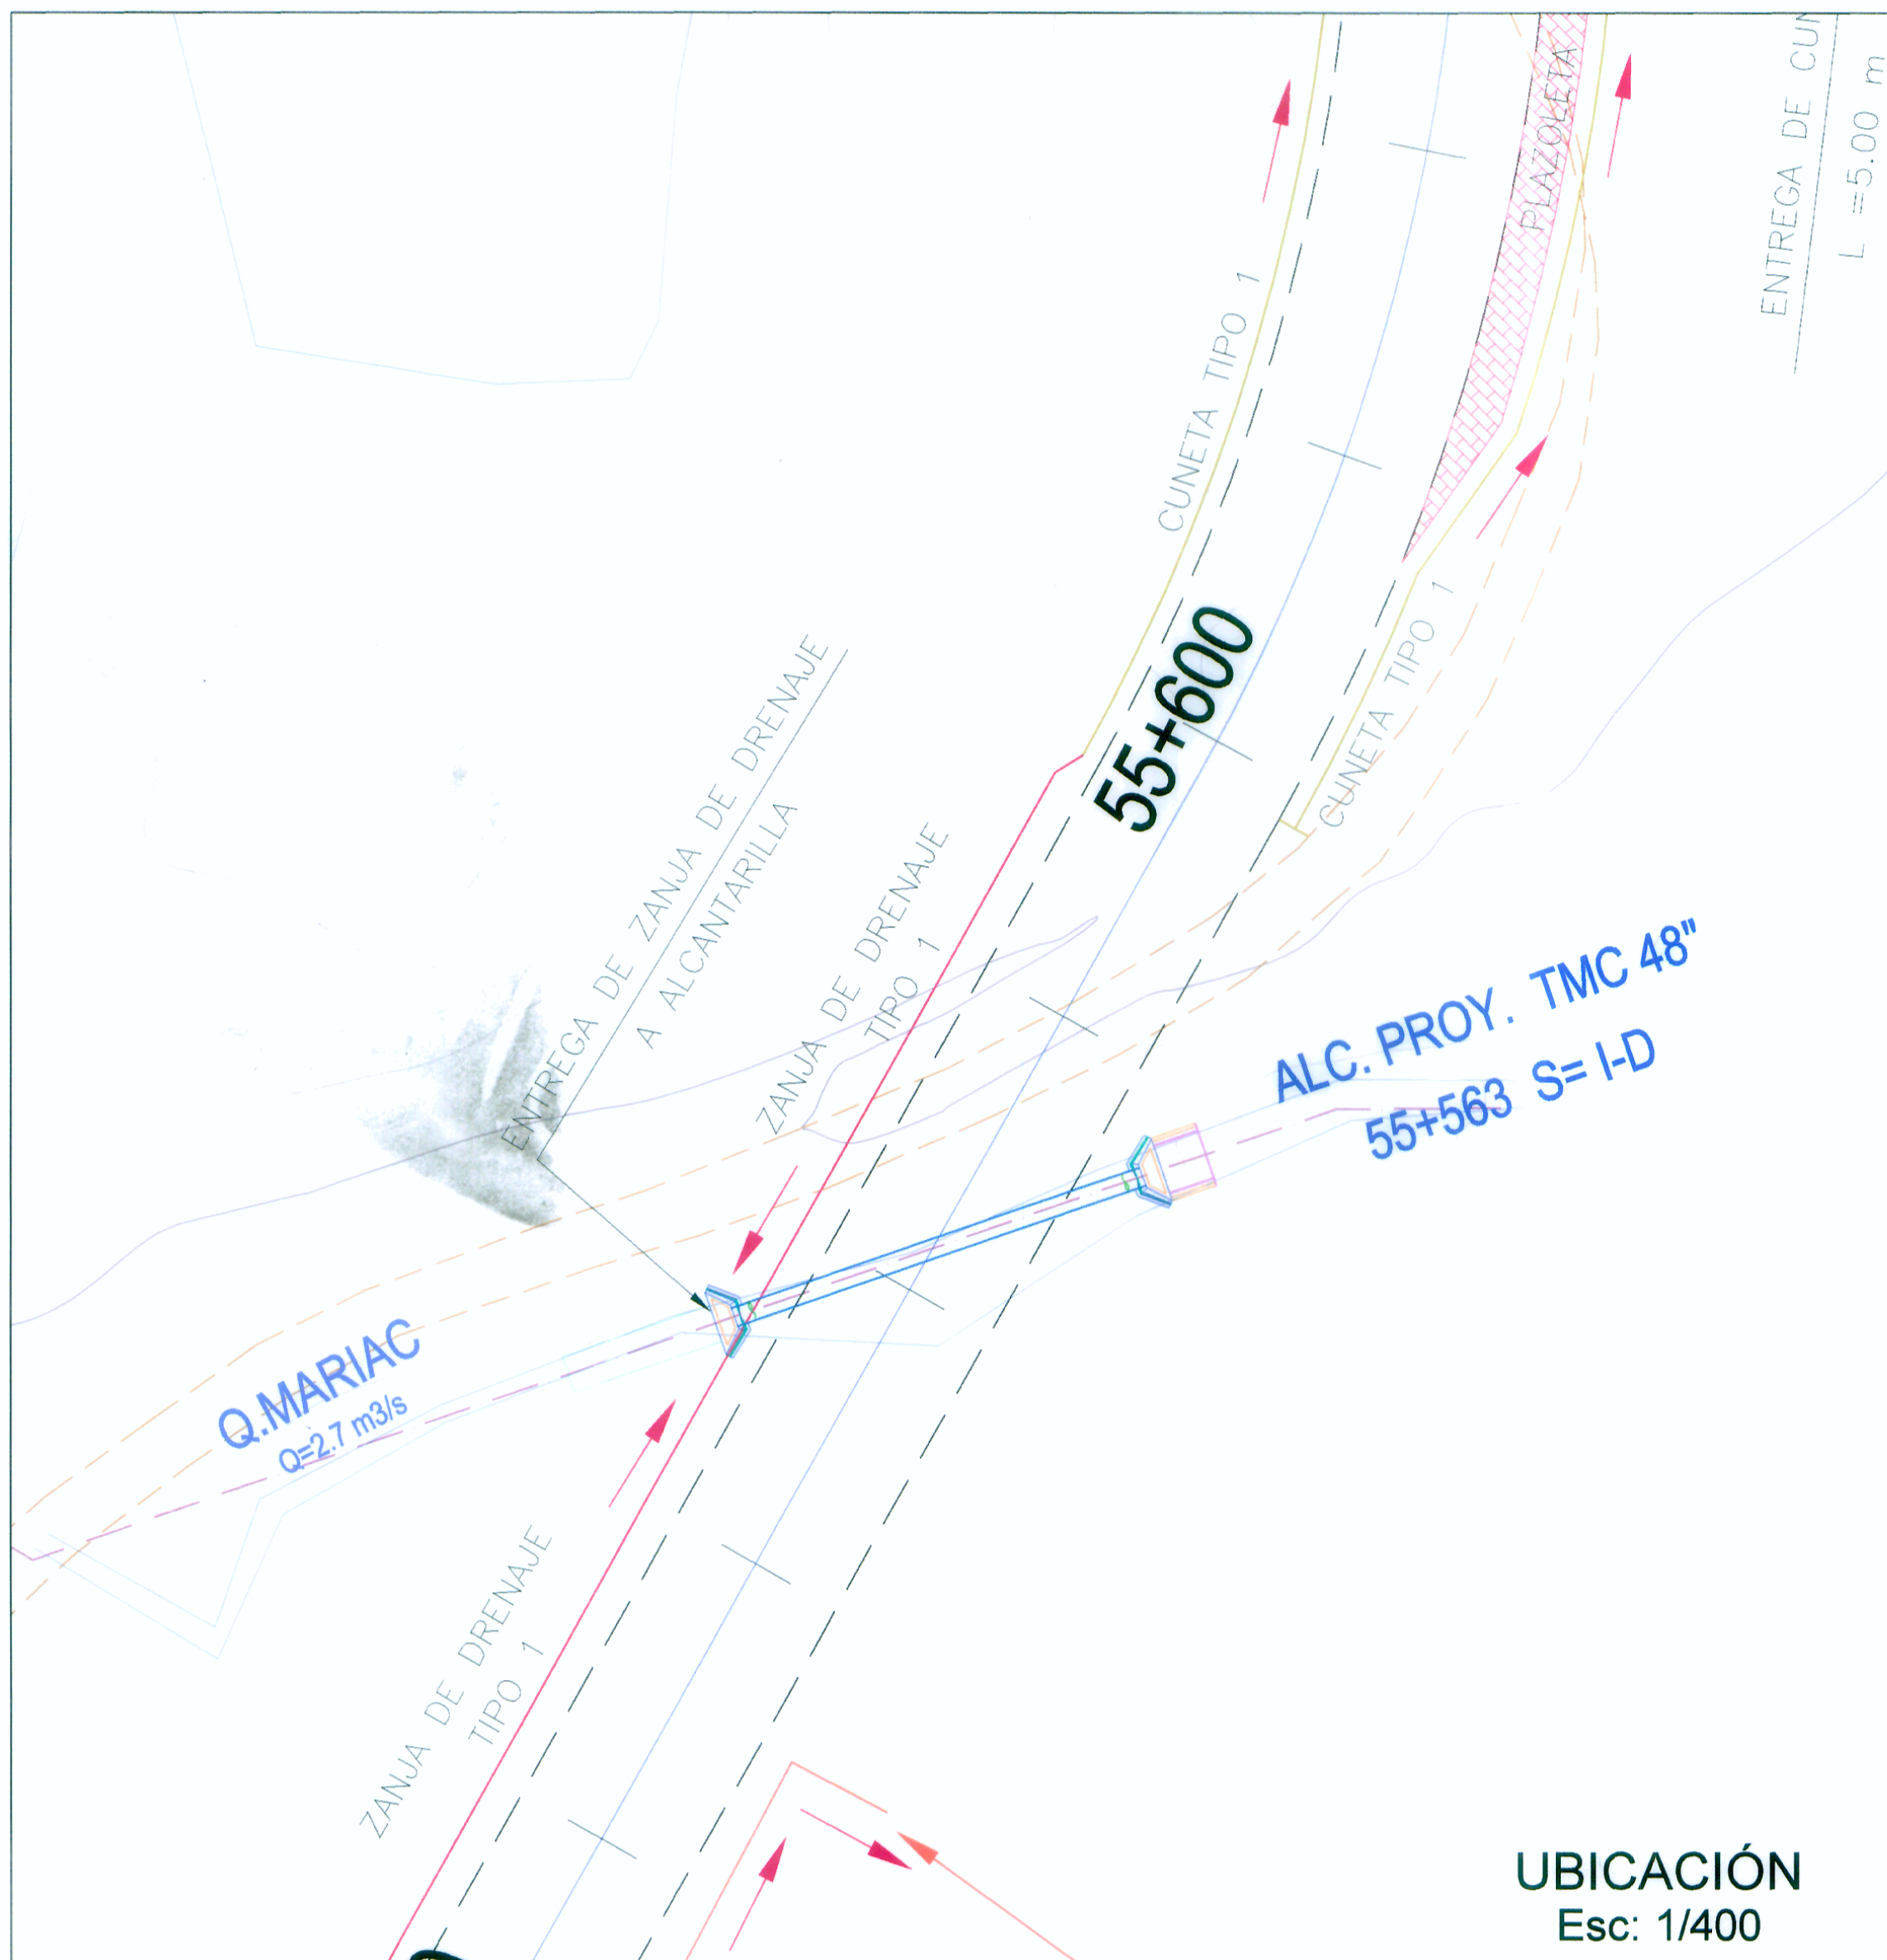 PLAZOLETA
ENTREGA DE CUN
L =5.00 m
CUNETA TIPO 1
CUNETA TIPO 1
55+600
ENTREGA DE ZANJA DE DRENAJE
A ALCANTARILLA
ZANJA DE DRENAJE
TIPO 1
ALC. PROY. TMC 48"
55+563 S= I-D
Q.MARIAC
Q=2.7 m3/s
ZANJA DE DRENAJE
TIPO 1
UBICACIÓN
Esc: 1/400